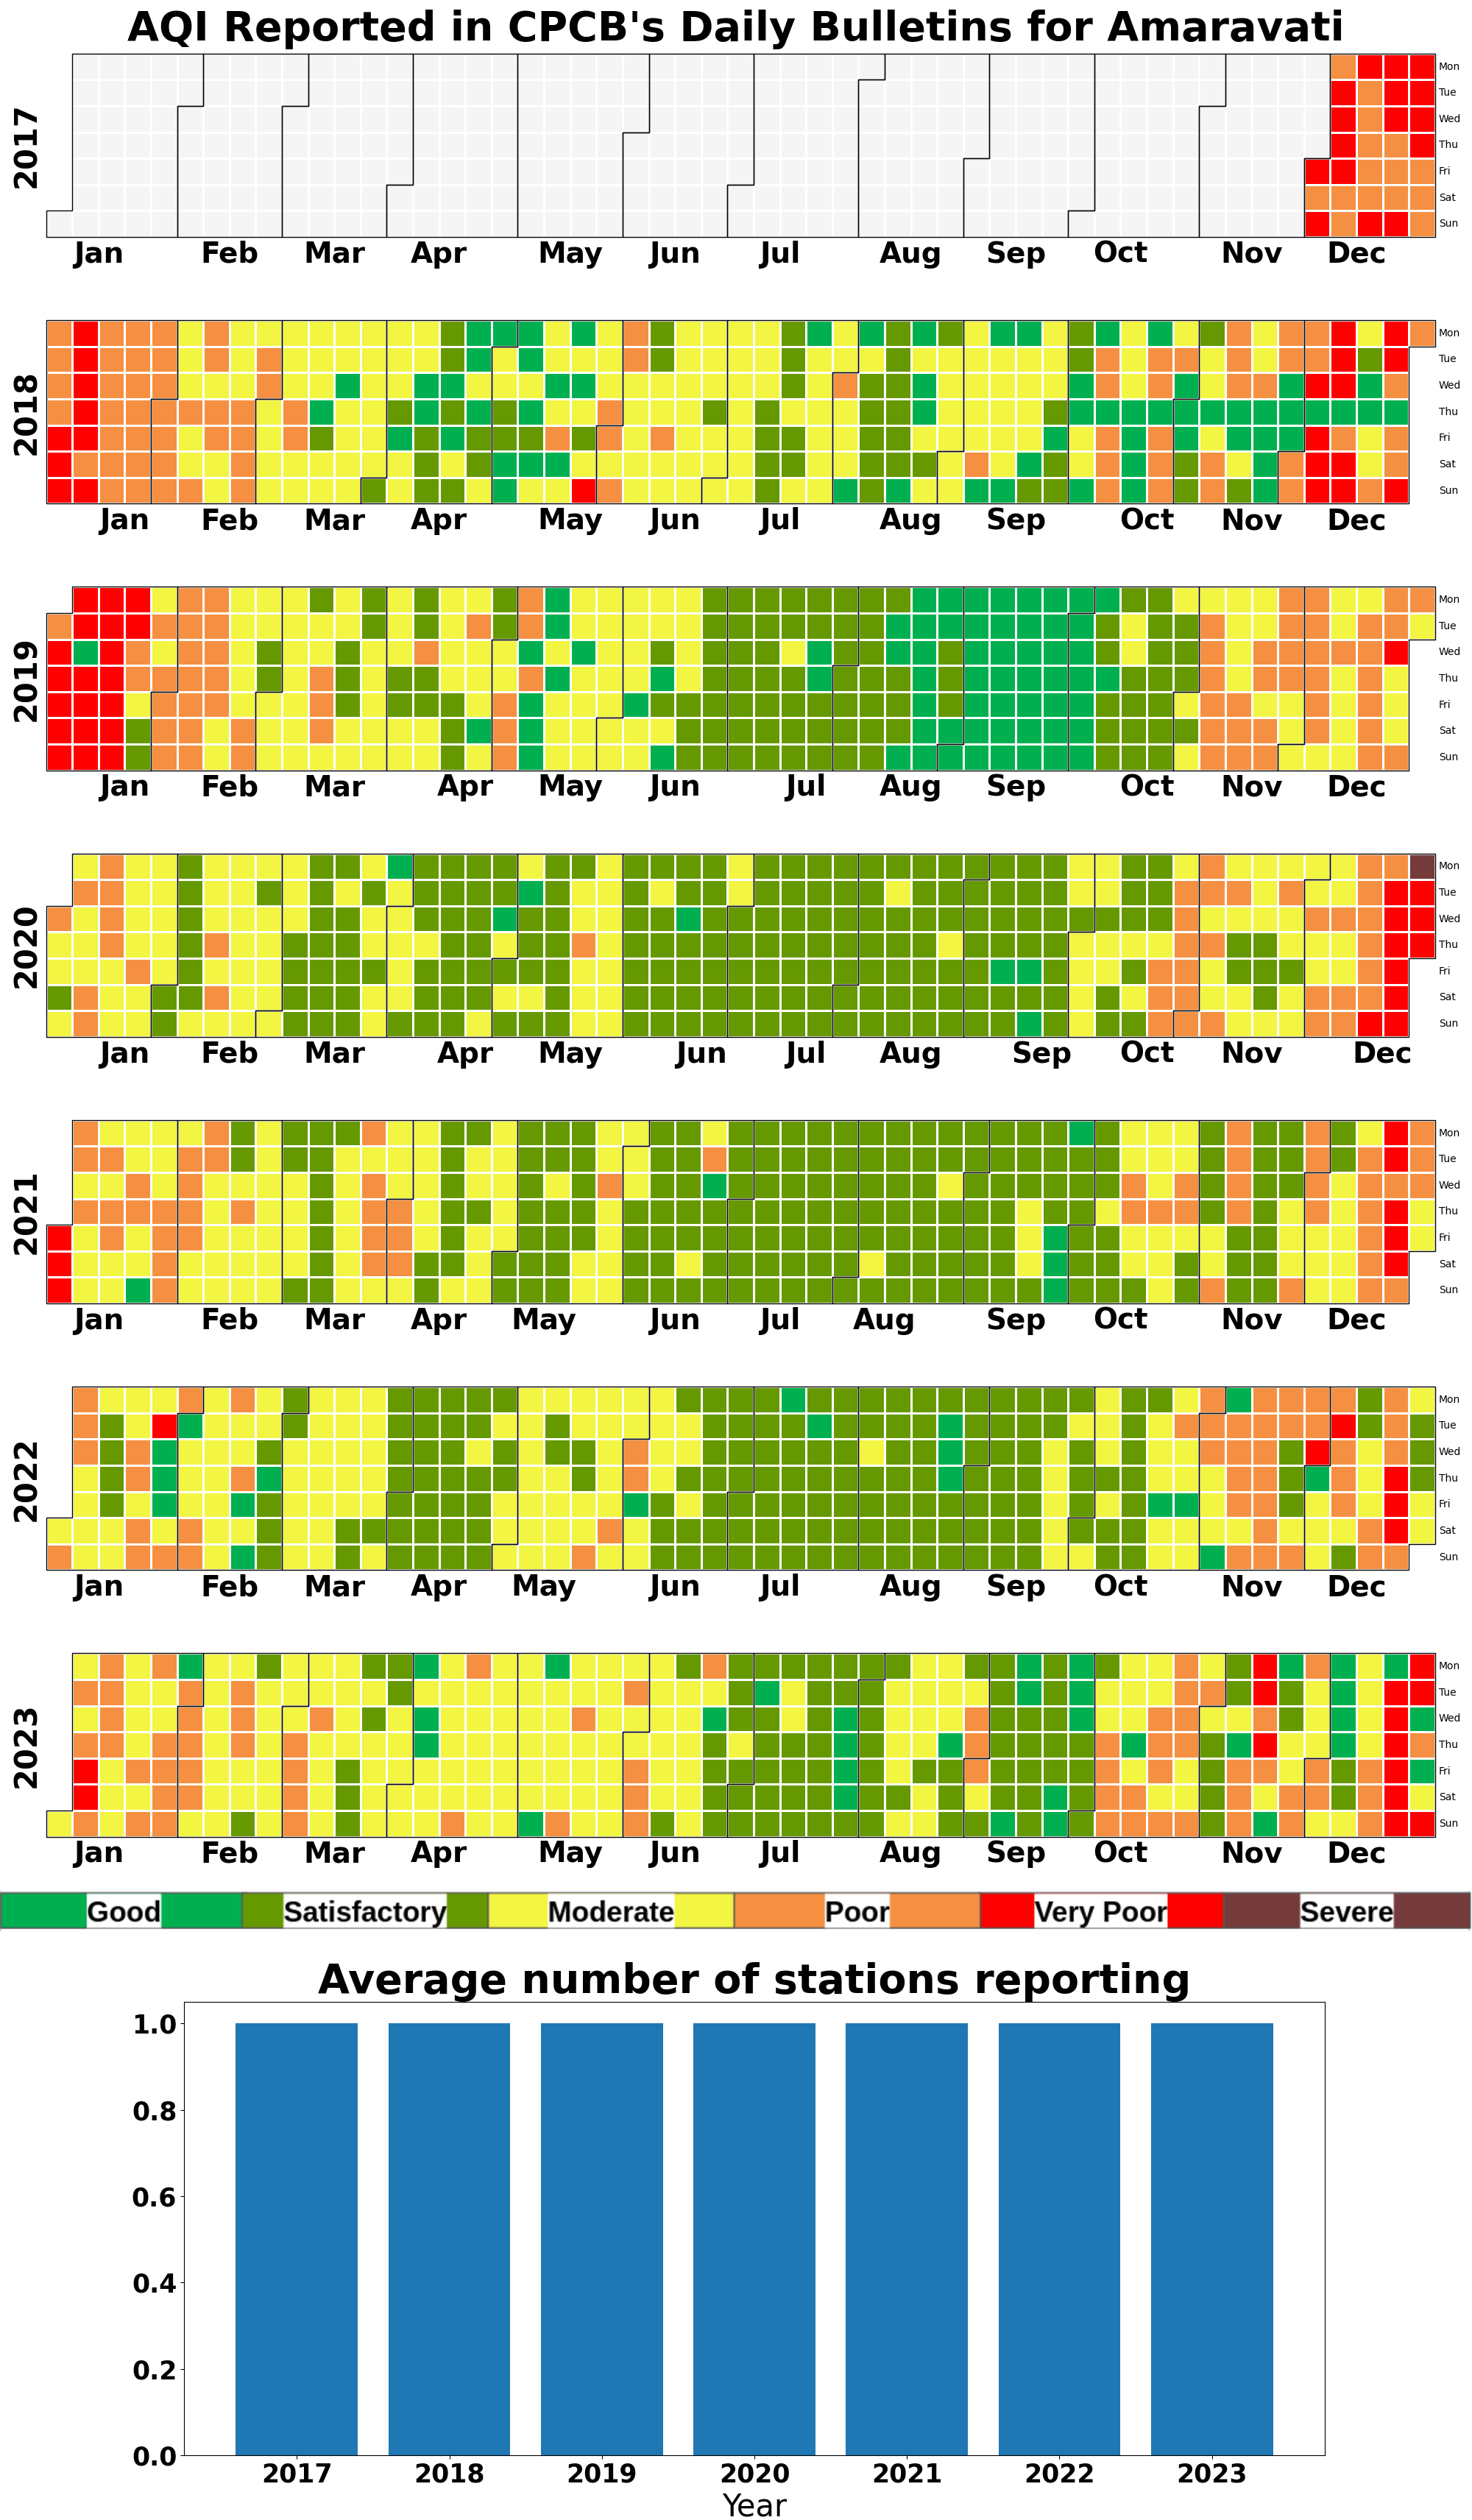 AQI Reported in CPCB's Daily Bulletins for Amaravati
2017
Mon
Tue
Wed
Thu
Fri
Sat
Sun
Jan Feb Mar Apr May Jun Jul Aug Sep Oct Nov Dec
2018
Mon
Tue
Wed
Thu
Fri
Sat
Sun
Jan Feb Mar Apr May Jun Jul Aug Sep Oct Nov Dec
2019
Mon
Tue
Wed
Thu
Fri
Sat
Sun
Jan Feb Mar Apr May Jun Jul Aug Sep Oct Nov Dec
2020
Mon
Tue
Wed
Thu
Fri
Sat
Sun
Jan Feb Mar Apr May Jun Jul Aug Sep Oct Nov Dec
2021
Mon
Tue
Wed
Thu
Fri
Sat
Sun
Jan Feb Mar Apr May Jun Jul Aug Sep Oct Nov Dec
2022
Mon
Tue
Wed
Thu
Fri
Sat
Sun
Jan Feb Mar Apr May Jun Jul Aug Sep Oct Nov Dec
2023
Mon
Tue
Wed
Thu
Fri
Sat
Sun
Jan Feb Mar Apr May Jun Jul Aug Sep Oct Nov Dec
Good Satisfactory Moderate Poor Very Poor Severe
Average number of stations reporting
1.0
0.8
0.6
0.4
0.2
0.0
2017 2018 2019 2020 2021 2022 2023
Year